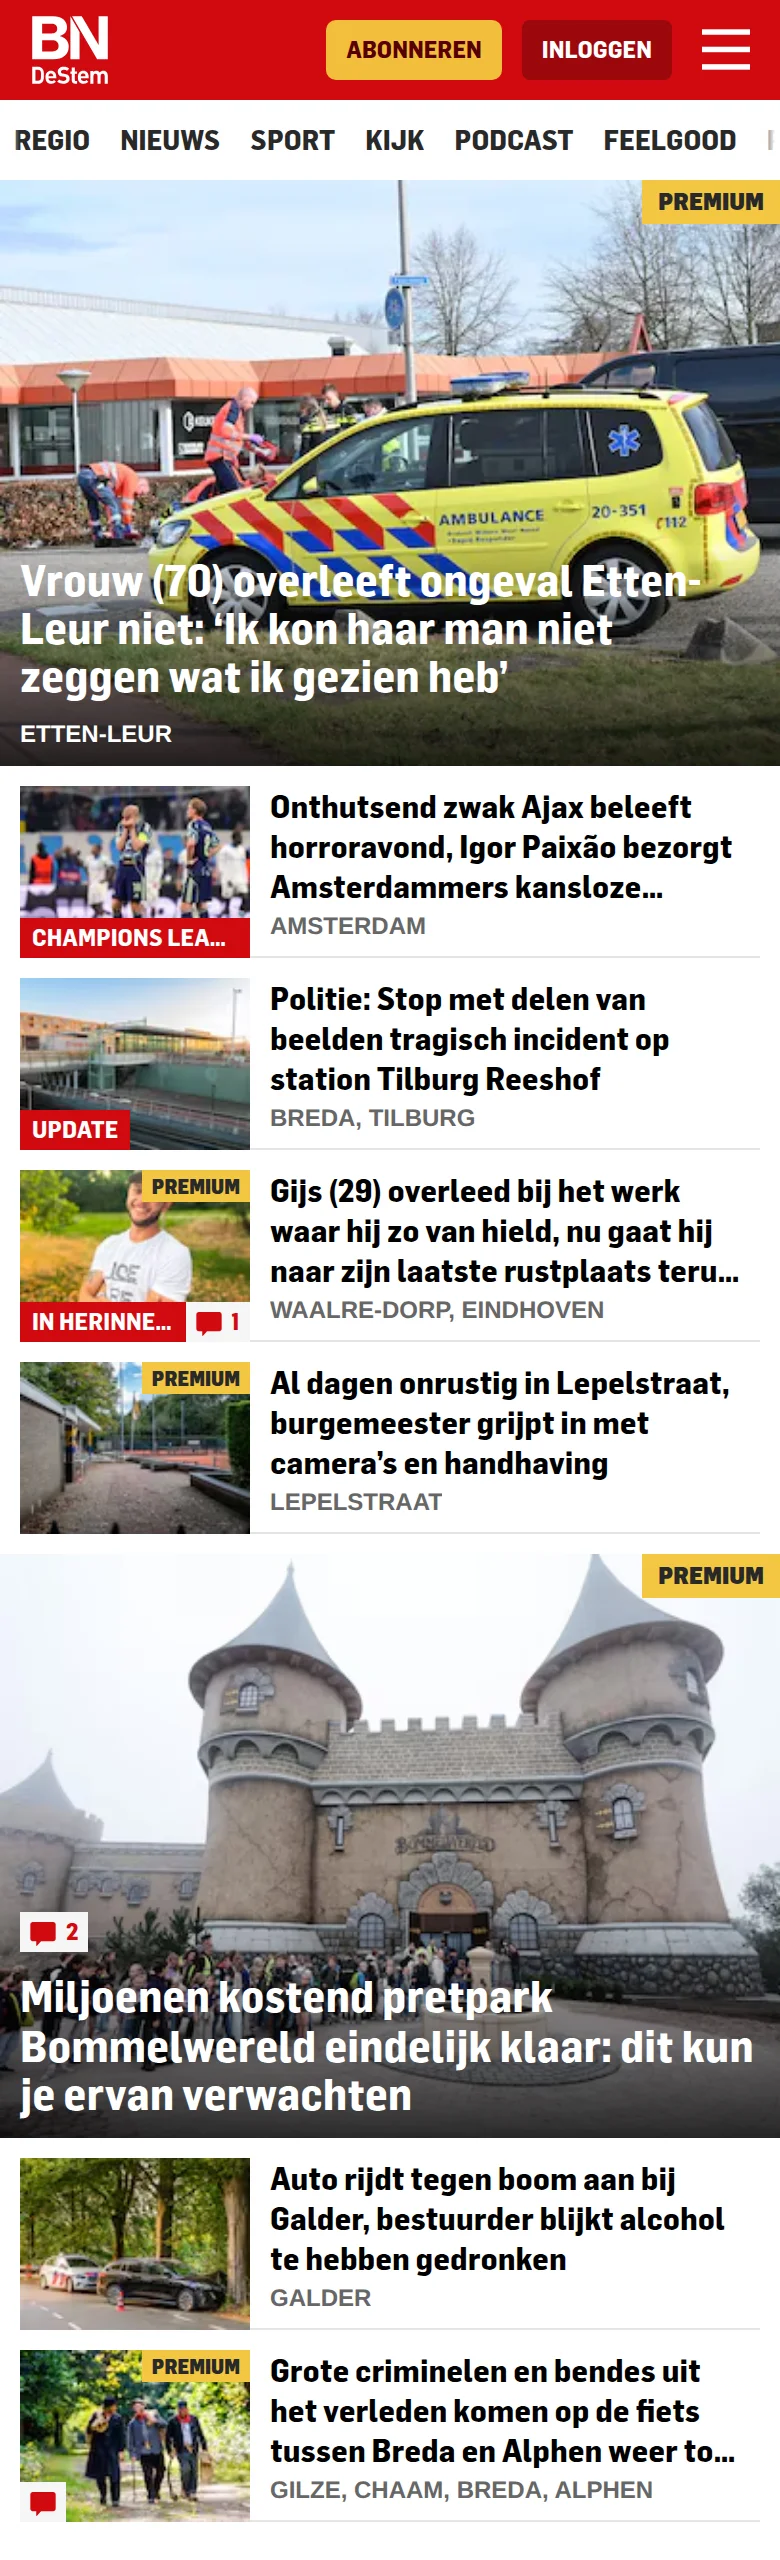 BN
DeStem
ABONNEREN
INLOGGEN
REGIO NIEUWS SPORT KIJK PODCAST FEELGOOD
PREMIUM
AMBULANCE
20-351
112
Vrouw (70) overleeft ongeval Etten-
Leur niet: ‘Ik kon haar man niet
zeggen wat ik gezien heb’
ETTEN-LEUR
CHAMPIONS LEA...
Onthutsend zwak Ajax beleeft
horroravond, Igor Paixão bezorgt
Amsterdammers kansloze...
AMSTERDAM
UPDATE
Politie: Stop met delen van
beelden tragisch incident op
station Tilburg Reeshof
BREDA, TILBURG
PREMIUM
IN HERINNE...
1
Gijs (29) overleed bij het werk
waar hij zo van hield, nu gaat hij
naar zijn laatste rustplaats teru...
WAALRE-DORP, EINDHOVEN
PREMIUM
Al dagen onrustig in Lepelstraat,
burgemeester grijpt in met
camera’s en handhaving
LEPELSTRAAT
PREMIUM
BOMMELWERELD
2
Miljoenen kostend pretpark
Bommelwereld eindelijk klaar: dit kun
je ervan verwachten
Auto rijdt tegen boom aan bij
Galder, bestuurder blijkt alcohol
te hebben gedronken
GALDER
PREMIUM
Grote criminelen en bendes uit
het verleden komen op de fiets
tussen Breda en Alphen weer to...
GILZE, CHAAM, BREDA, ALPHEN